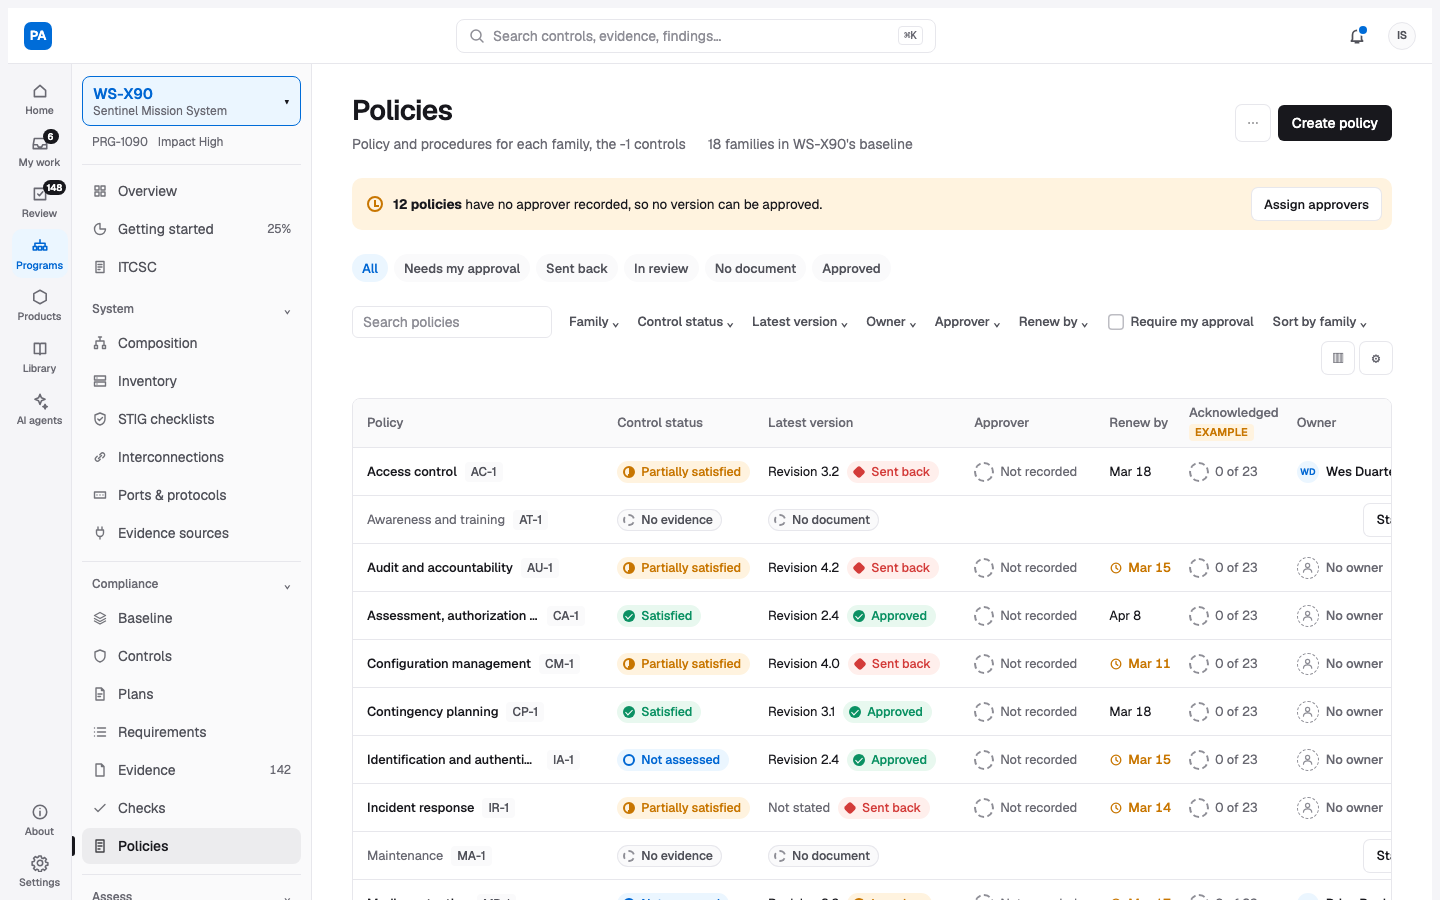 PA
Search controls, evidence, findings...
⌘K
IS
Home
6
My work
148
Review
Programs
Products
Library
AI agents
About
Settings
WS-X90
Sentinel Mission System
PRG-1090 Impact High
Overview
Getting started 25%
ITCSC
System
Composition
Inventory
STIG checklists
Interconnections
Ports & protocols
Evidence sources
Compliance
Baseline
Controls
Plans
Requirements
Evidence 142
Checks
Policies
Assess
Policies
Policy and procedures for each family, the -1 controls 18 families in WS-X90's baseline
... Create policy
12 policies have no approver recorded, so no version can be approved. Assign approvers
All Needs my approval Sent back In review No document Approved
Search policies Family Control status Latest version Owner Approver Renew by Require my approval Sort by family
Policy Control status Latest version Approver Renew by Acknowledged EXAMPLE Owner
Access control AC-1 Partially satisfied Revision 3.2 Sent back Not recorded Mar 18 0 of 23 WD Wes Duarte
Awareness and training AT-1 No evidence No document
Audit and accountability AU-1 Partially satisfied Revision 4.2 Sent back Not recorded Mar 15 0 of 23 No owner
Assessment, authorization ... CA-1 Satisfied Revision 2.4 Approved Not recorded Apr 8 0 of 23 No owner
Configuration management CM-1 Partially satisfied Revision 4.0 Sent back Not recorded Mar 11 0 of 23 No owner
Contingency planning CP-1 Satisfied Revision 3.1 Approved Not recorded Mar 18 0 of 23 No owner
Identification and authenti... IA-1 Not assessed Revision 2.4 Approved Not recorded Mar 15 0 of 23 No owner
Incident response IR-1 Partially satisfied Not stated Sent back Not recorded Mar 14 0 of 23 No owner
Maintenance MA-1 No evidence No document